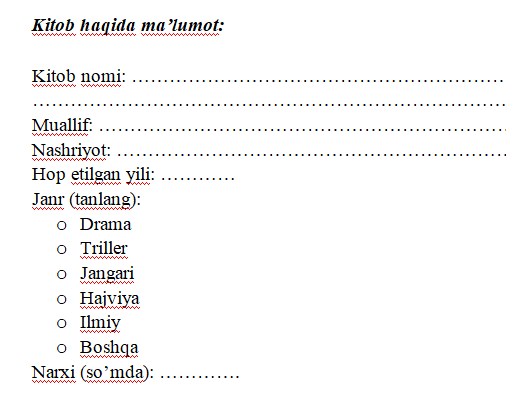 Kitob haqida ma’lumot:
Kitob nomi: ……………………………………………………
…………………………………………………………………
Muallif: …………………………………………………………
Nashriyot: ………………………………………………………
Hop etilgan yili: …………
Janr (tanlang):
o Drama
o Triller
o Jangari
o Hajviya
o Ilmiy
o Boshqa
Narxi (so’mda): ………….